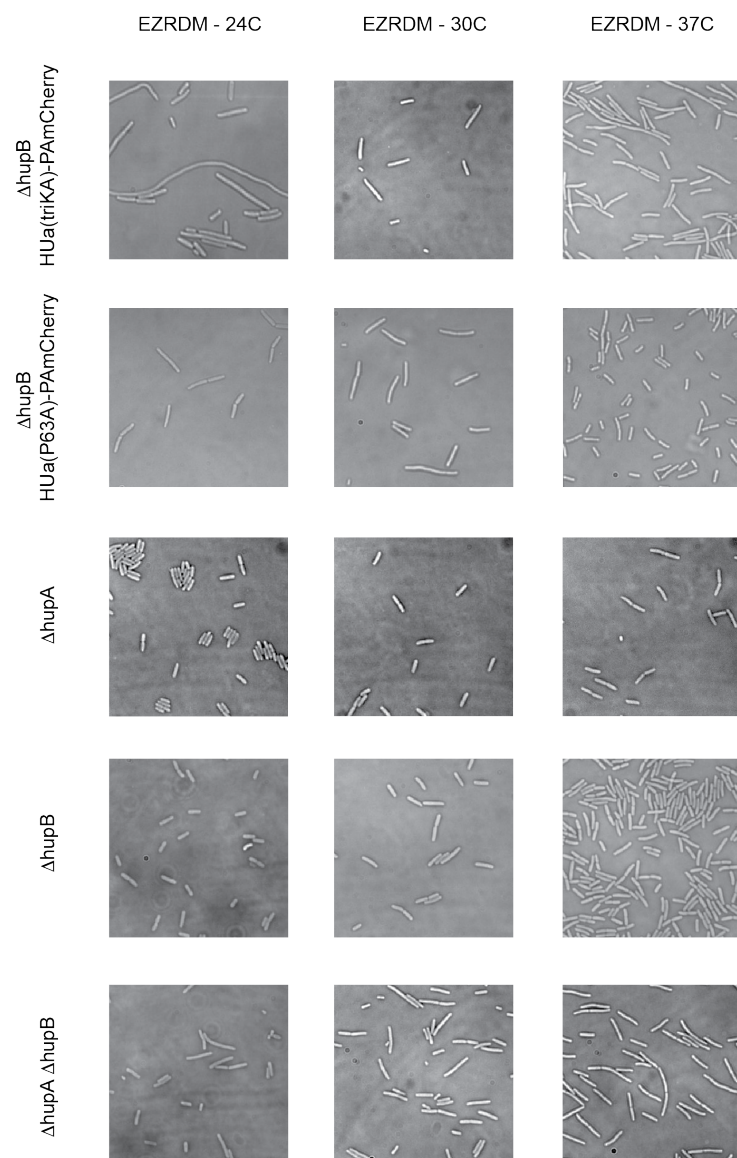 EZRDM - 24C
EZRDM - 30C
EZRDM - 37C
ΔhupB
HUa(triKA)-PAmCherry
ΔhupB
HUa(P63A)-PAmCherry
ΔhupA
ΔhupB
ΔhupA ΔhupB